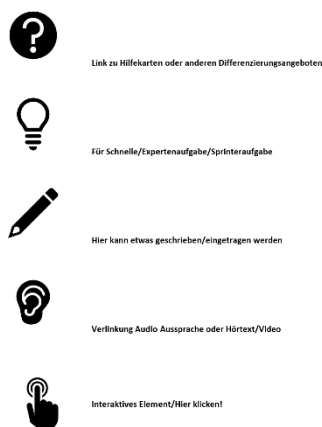 Link zu Hilfekarten oder anderen Differenzierungsangeboten
Für Schnelle/Expertenaufgabe/Sprinteraufgabe
Hier kann etwas geschrieben/eingetragen werden
Verlinkung Audio Aussprache oder Hörtext/Video
Interaktives Element/Hier klicken!